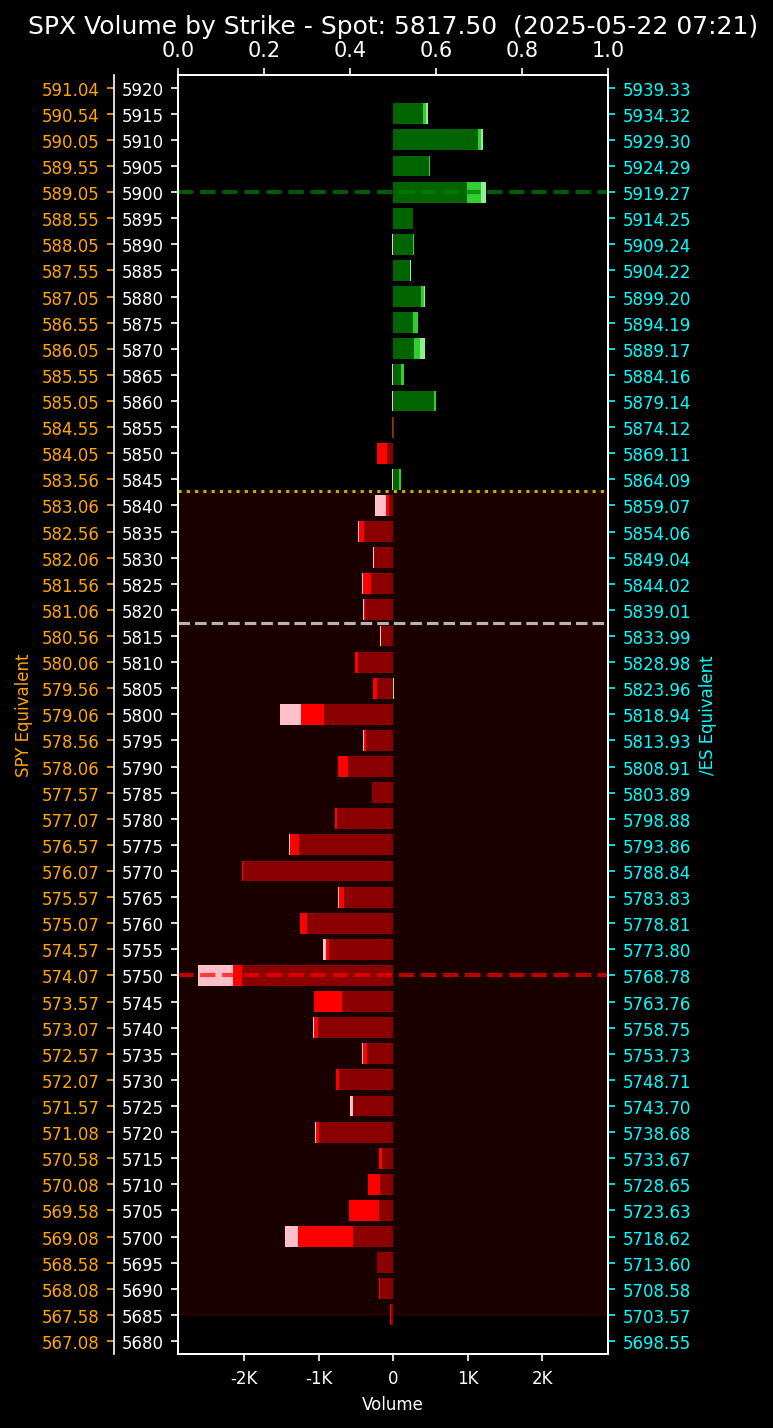 SPX Volume by Strike - Spot: 5817.50  (2025-05-22 07:21)
0.0 0.2 0.4 0.6 0.8 1.0
591.04 5920 5939.33
590.54 5915 5934.32
590.05 5910 5929.30
589.55 5905 5924.29
589.05 5900 5919.27
588.55 5895 5914.25
588.05 5890 5909.24
587.55 5885 5904.22
587.05 5880 5899.20
586.55 5875 5894.19
586.05 5870 5889.17
585.55 5865 5884.16
585.05 5860 5879.14
584.55 5855 5874.12
584.05 5850 5869.11
583.56 5845 5864.09
583.06 5840 5859.07
582.56 5835 5854.06
582.06 5830 5849.04
581.56 5825 5844.02
581.06 5820 5839.01
580.56 5815 5833.99
580.06 5810 5828.98
579.56 5805 5823.96
579.06 5800 5818.94
578.56 5795 5813.93
578.06 5790 5808.91
577.57 5785 5803.89
577.07 5780 5798.88
576.57 5775 5793.86
576.07 5770 5788.84
575.57 5765 5783.83
575.07 5760 5778.81
574.57 5755 5773.80
574.07 5750 5768.78
573.57 5745 5763.76
573.07 5740 5758.75
572.57 5735 5753.73
572.07 5730 5748.71
571.57 5725 5743.70
571.08 5720 5738.68
570.58 5715 5733.67
570.08 5710 5728.65
569.58 5705 5723.63
569.08 5700 5718.62
568.58 5695 5713.60
568.08 5690 5708.58
567.58 5685 5703.57
567.08 5680 5698.55
SPY Equivalent
/ES Equivalent
-2K -1K 0 1K 2K
Volume